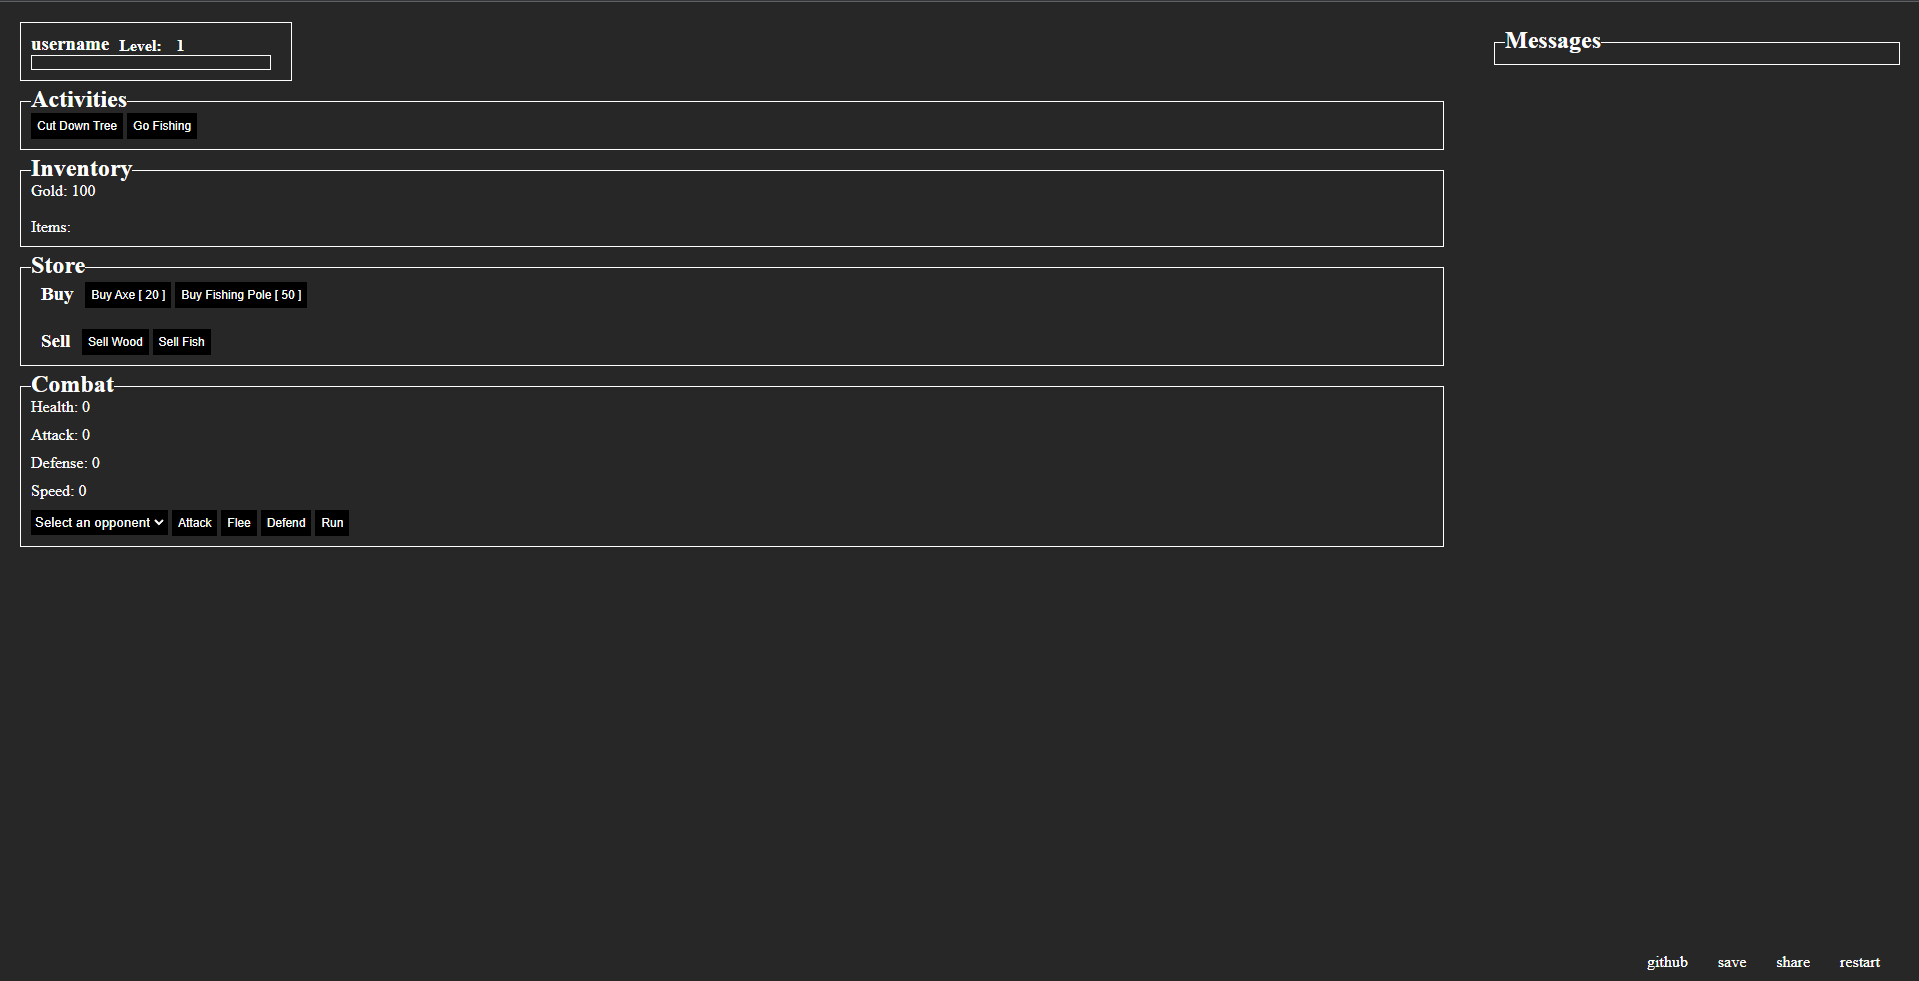 username Level: 1
Activities
Cut Down Tree Go Fishing
Inventory
Gold: 100
Items:
Store
Buy Buy Axe [ 20 ] Buy Fishing Pole [ 50 ]
Sell Sell Wood Sell Fish
Combat
Health: 0
Attack: 0
Defense: 0
Speed: 0
Select an opponent Attack Flee Defend Run
Messages
github save share restart